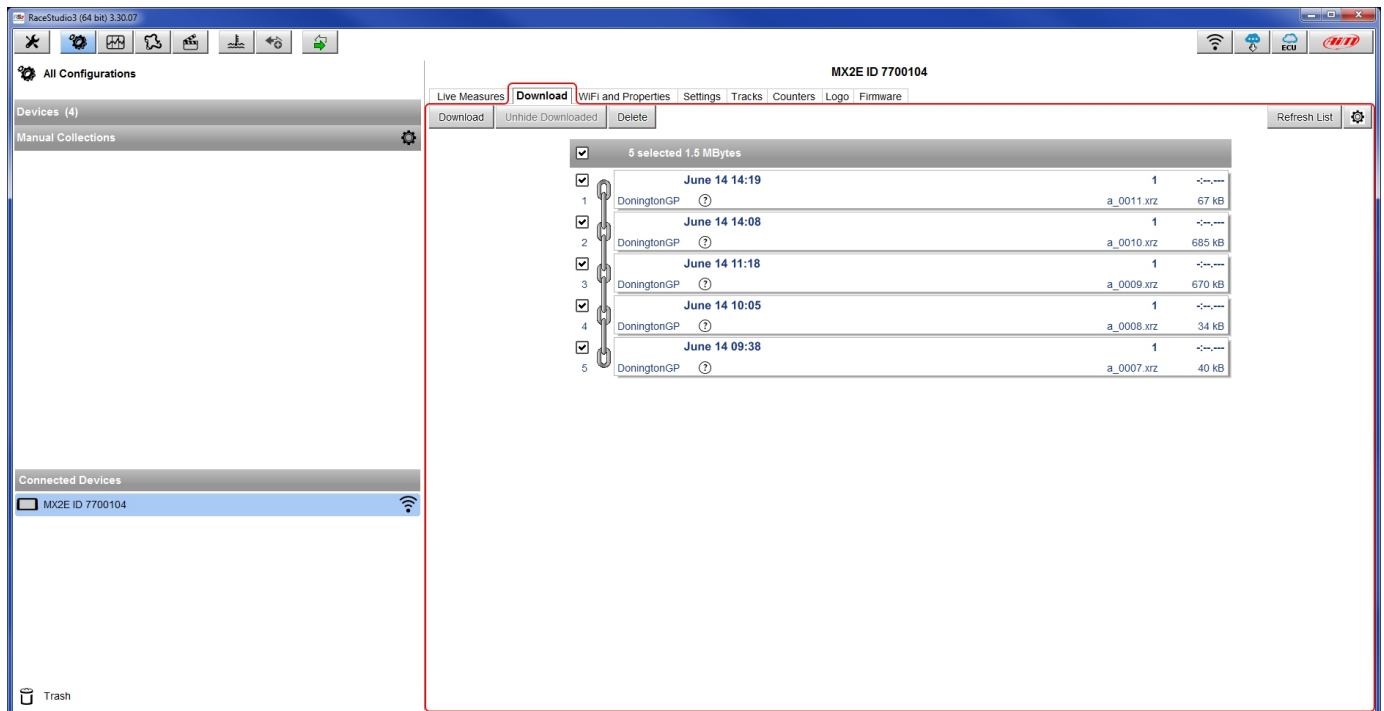 RaceStudio3 (64 bit) 3.30.07
ECU
AiM
All Configurations
MX2E ID 7700104
Live Measures Download WiFi and Properties Settings Tracks Counters Logo Firmware
Devices (4)
Download Unhide Downloaded Delete Refresh List
Manual Collections
5 selected 1.5 MBytes
June 14 14:19 1 -:--.---
1 DoningtonGP ? a_0011.xrz 67 kB
June 14 14:08 1 -:--.---
2 DoningtonGP ? a_0010.xrz 685 kB
June 14 11:18 1 -:--.---
3 DoningtonGP ? a_0009.xrz 670 kB
June 14 10:05 1 -:--.---
4 DoningtonGP ? a_0008.xrz 34 kB
June 14 09:38 1 -:--.---
5 DoningtonGP ? a_0007.xrz 40 kB
Connected Devices
MX2E ID 7700104
Trash